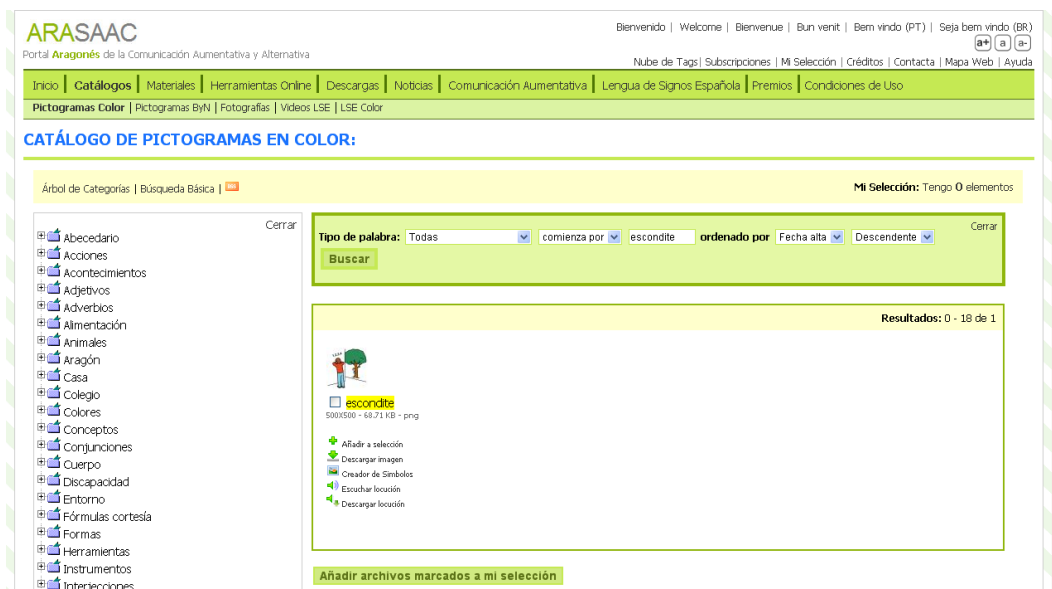 ARASAAC
Portal Aragonés de la Comunicación Aumentativa y Alternativa
Bienvenido | Welcome | Bienvenue | Bun venit | Bem vindo (PT) | Seja bem vindo (BR)
a+ a a-
Nube de Tags| Subscripciones | Mi Selección | Créditos | Contacta | Mapa Web | Ayuda
Inicio | Catálogos | Materiales | Herramientas Online | Descargas | Noticias | Comunicación Aumentativa | Lengua de Signos Española | Premios | Condiciones de Uso
Pictogramas Color | Pictogramas ByN | Fotografías | Videos LSE | LSE Color
CATÁLOGO DE PICTOGRAMAS EN COLOR:
Árbol de Categorías | Búsqueda Básica |
Mi Selección: Tengo 0 elementos
Cerrar
Abecedario
Acciones
Acontecimientos
Adjetivos
Adverbios
Alimentación
Animales
Aragón
Casa
Colegio
Colores
Conceptos
Conjunciones
Cuerpo
Discapacidad
Entorno
Fórmulas cortesía
Formas
Herramientas
Instrumentos
Interjecciones
Cerrar
Tipo de palabra: Todas comienza por escondite ordenado por Fecha alta Descendente
Buscar
Resultados: 0 - 18 de 1
escondite
500X500 - 68.71 KB - png
Añadir a selección
Descargar imagen
Creador de Símbolos
Escuchar locución
Descargar locución
Añadir archivos marcados a mi selección